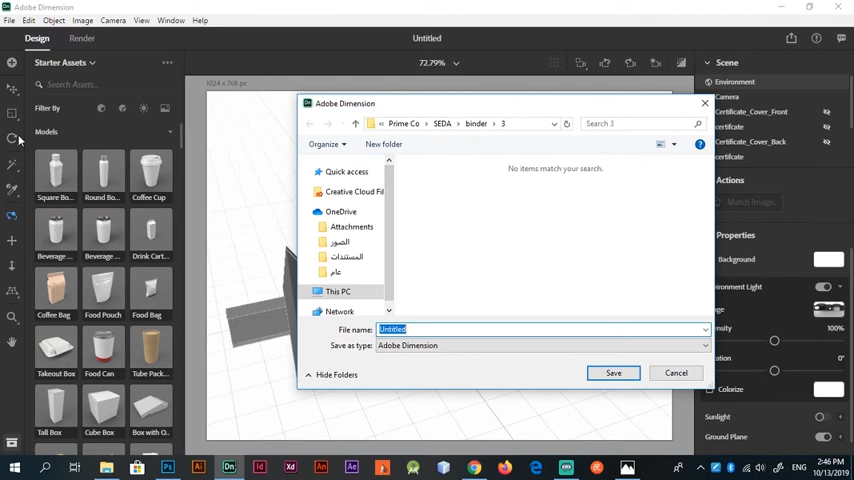 Adobe Dimension
File Edit Object Image Camera View Window Help
Design Render Untitled
Starter Assets 72.79% Scene
Search Assets... 1024 x 768 px Environment
Camera
Filter By
Certificate_Cover_Front
certificate
Certificate_Cover_Back
certificate
Models
Adobe Dimension
« Prime Co > SEDA > binder > 3
Search 3
Organize New folder
No items match your search.
Quick access
Creative Cloud Fil
OneDrive
Attachments
الصور
المستندات
عام
This PC
Network
File name: Untitled
Save as type: Adobe Dimension
Hide Folders Save Cancel
Square Bo... Round Bo... Coffee Cup
Beverage ... Beverage ... Drink Cart...
Coffee Bag Food Pouch Food Bag
Takeout Box Food Can Tube Pack...
Tall Box Cube Box Box with O...
Actions
Match Image...
Properties
Background
nvironment Light
age
ensity 100%
tation 0°
Colorize
Sunlight
Ground Plane
2:46 PM
ENG
10/13/2019